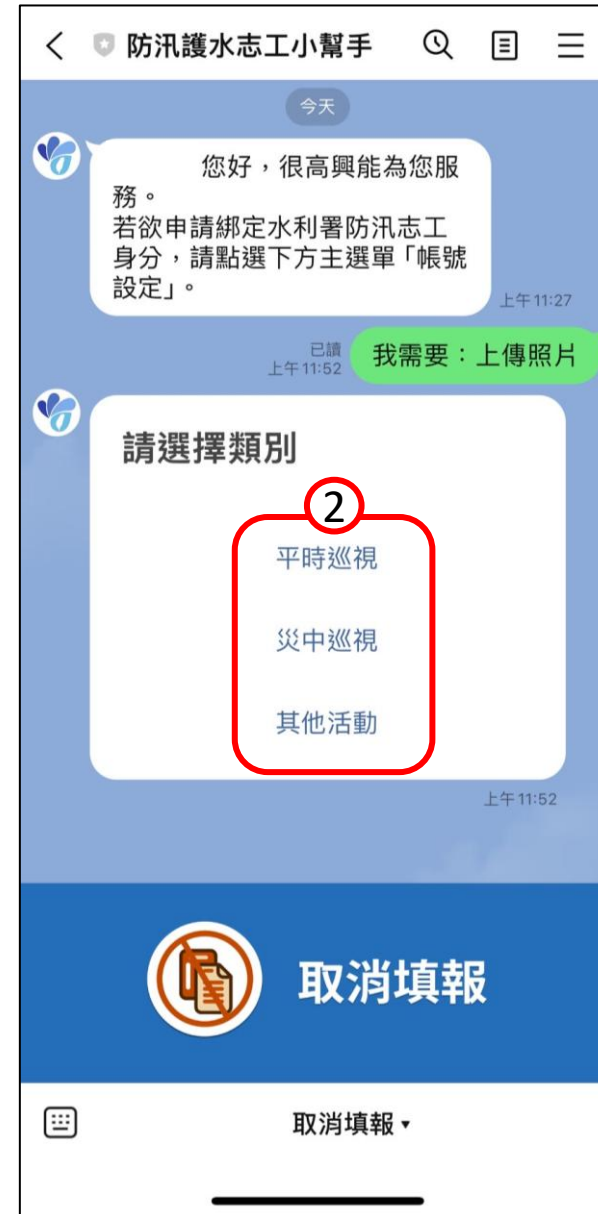 防汛護水志工小幫手
今天
您好，很高興能為您服
務。
若欲申請綁定水利署防汛志工
身分，請點選下方主選單「帳號
設定」。
上午11:27
已讀
上午11:52
我需要：上傳照片
請選擇類別
2
平時巡視
災中巡視
其他活動
上午11:52
取消填報
取消填報▾